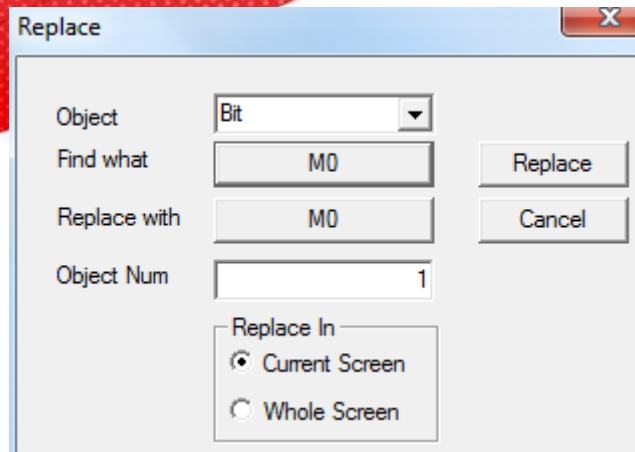 Replace
Object Bit
Find what M0 Replace
Replace with M0 Cancel
Object Num 1
Replace In
Current Screen
Whole Screen